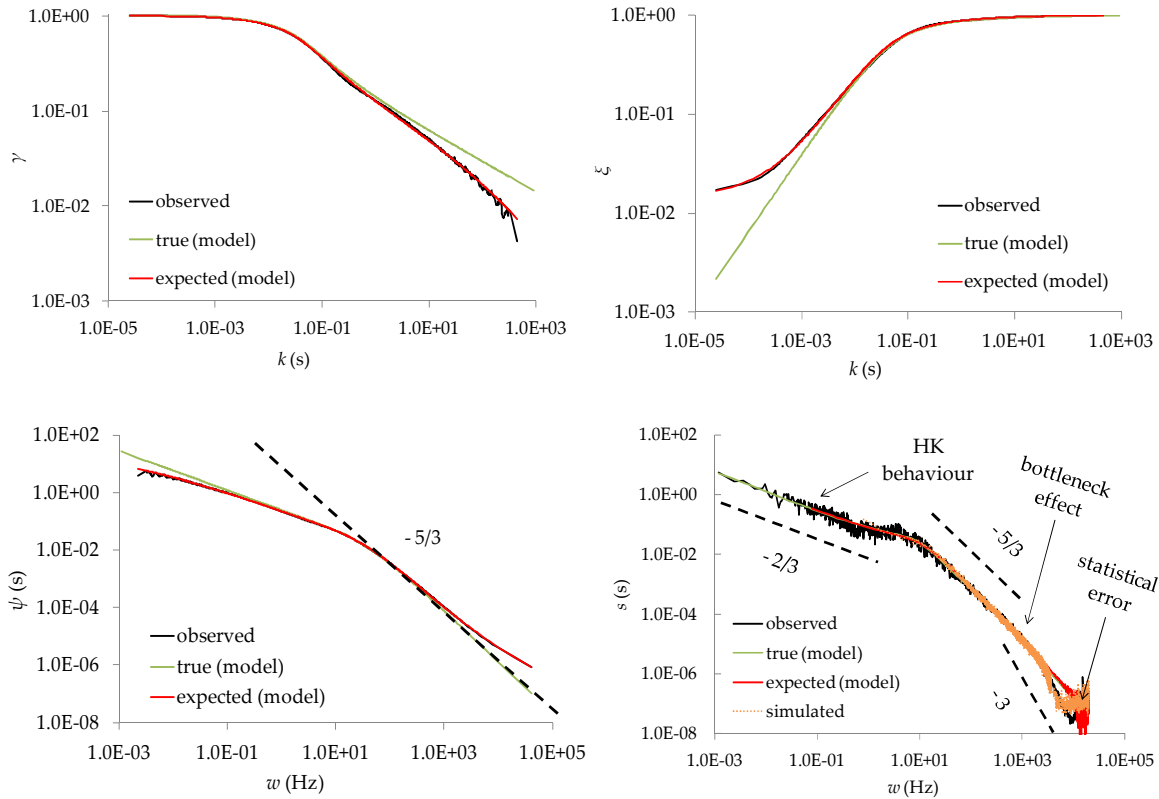 1.0E+00
1.0E-01
1.0E-02
1.0E-03
γ
observed
true (model)
expected (model)
1.0E-05 1.0E-03 1.0E-01 1.0E+01 1.0E+03
k (s)
1.0E+00
1.0E-01
1.0E-02
1.0E-03
ξ
observed
true (model)
expected (model)
1.0E-05 1.0E-03 1.0E-01 1.0E+01 1.0E+03
k (s)
1.0E+02
1.0E+00
1.0E-02
1.0E-04
1.0E-06
1.0E-08
ψ (s)
- 5/3
observed
true (model)
expected (model)
1.0E-03 1.0E-01 1.0E+01 1.0E+03 1.0E+05
w (Hz)
1.0E+02
1.0E+00
1.0E-02
1.0E-04
1.0E-06
1.0E-08
s (s)
HK
behaviour
bottleneck
effect
- 5/3
- 2/3
statistical
error
- 3
observed
true (model)
expected (model)
simulated
1.0E-03 1.0E-01 1.0E+01 1.0E+03 1.0E+05
w (Hz)